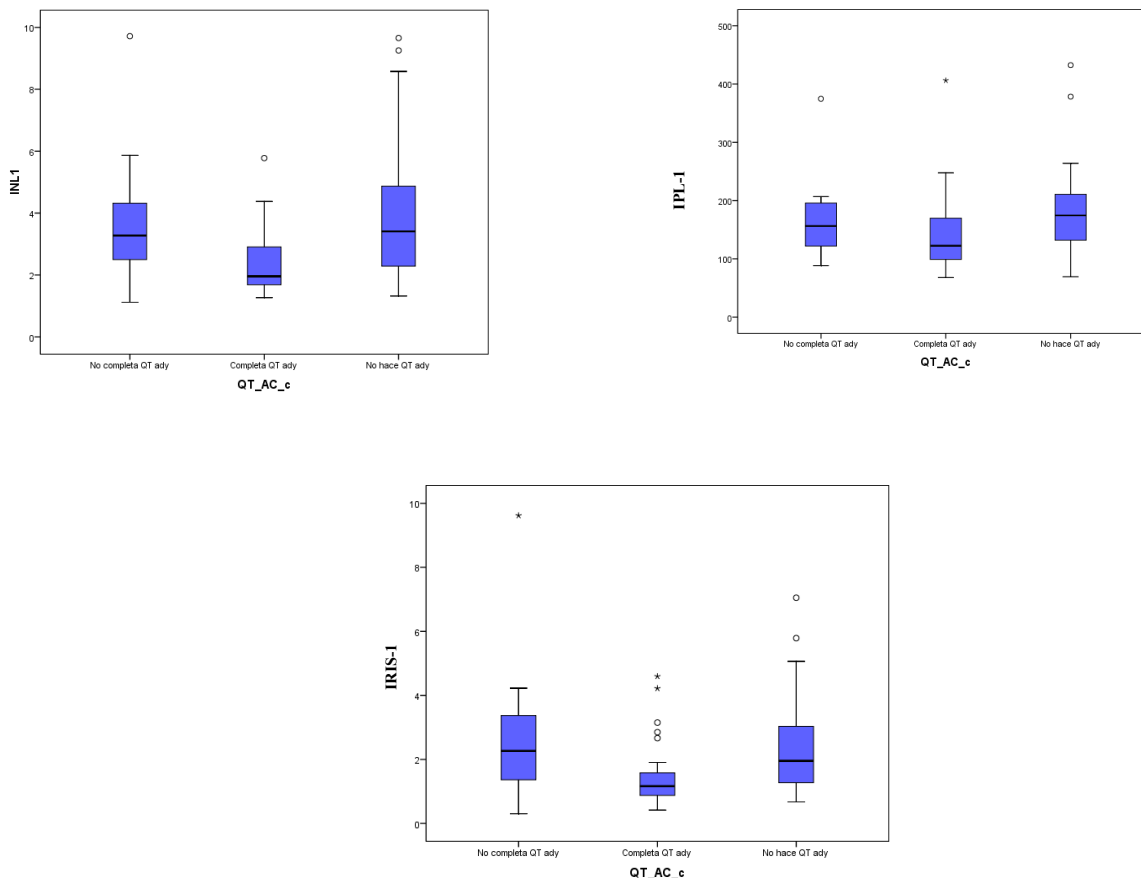 10
8
6
4
2
0
INL1
No completa QT ady
Completa QT ady
No hace QT ady
QT_AC_c
500
400
300
200
100
0
IPL-1
No completa QT ady
Completa QT ady
No hace QT ady
QT_AC_c
10
8
6
4
2
0
IRIS-1
No completa QT ady
Completa QT ady
No hace QT ady
QT_AC_c